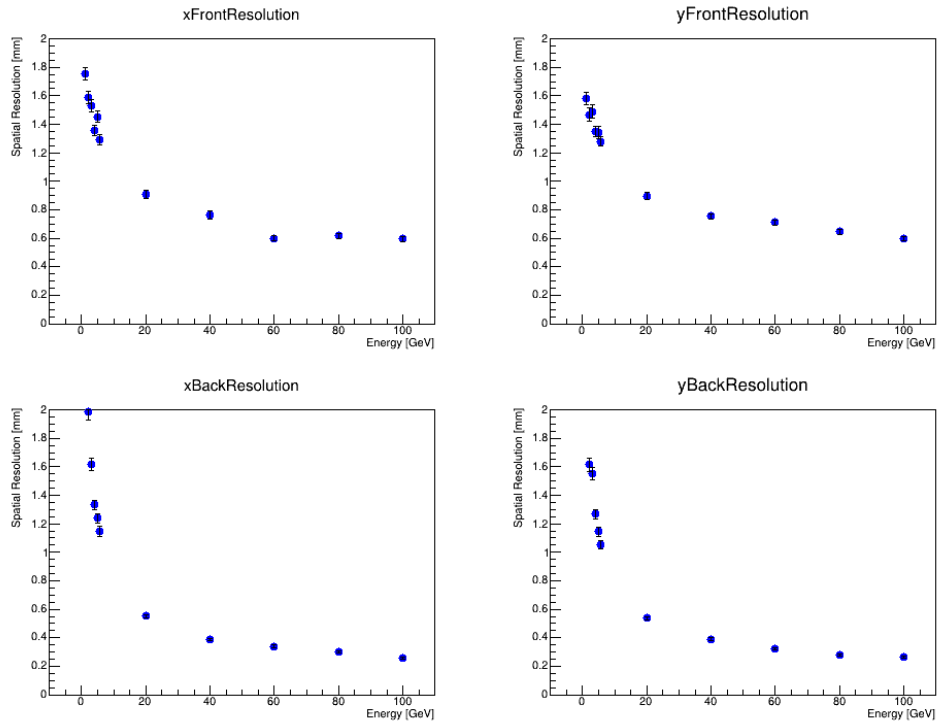 xFrontResolution
Spatial Resolution [mm]
2
1.8
1.6
1.4
1.2
1
0.8
0.6
0.4
0.2
0
0 20 40 60 80 100
Energy [GeV]
yFrontResolution
Spatial Resolution [mm]
2
1.8
1.6
1.4
1.2
1
0.8
0.6
0.4
0.2
0
0 20 40 60 80 100
Energy [GeV]
xBackResolution
Spatial Resolution [mm]
2
1.8
1.6
1.4
1.2
1
0.8
0.6
0.4
0.2
0
0 20 40 60 80 100
Energy [GeV]
yBackResolution
Spatial Resolution [mm]
2
1.8
1.6
1.4
1.2
1
0.8
0.6
0.4
0.2
0
0 20 40 60 80 100
Energy [GeV]